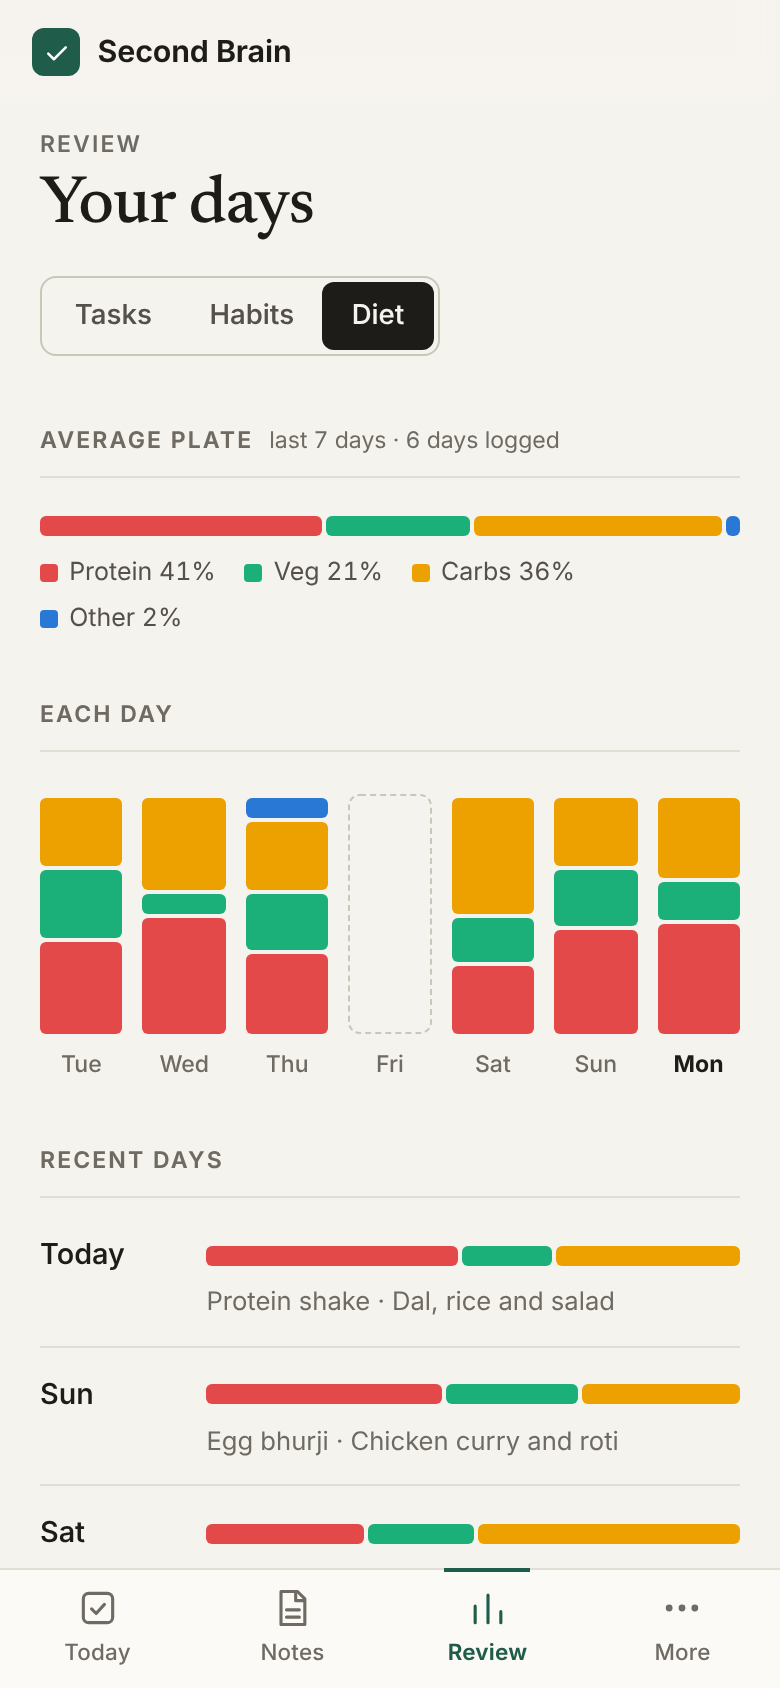 Second Brain
REVIEW
Your days
Tasks Habits Diet
AVERAGE PLATE last 7 days · 6 days logged
Protein 41% Veg 21% Carbs 36%
Other 2%
EACH DAY
Tue Wed Thu Fri Sat Sun Mon
RECENT DAYS
Today
Protein shake · Dal, rice and salad
Sun
Egg bhurji · Chicken curry and roti
Sat
Today Notes Review More